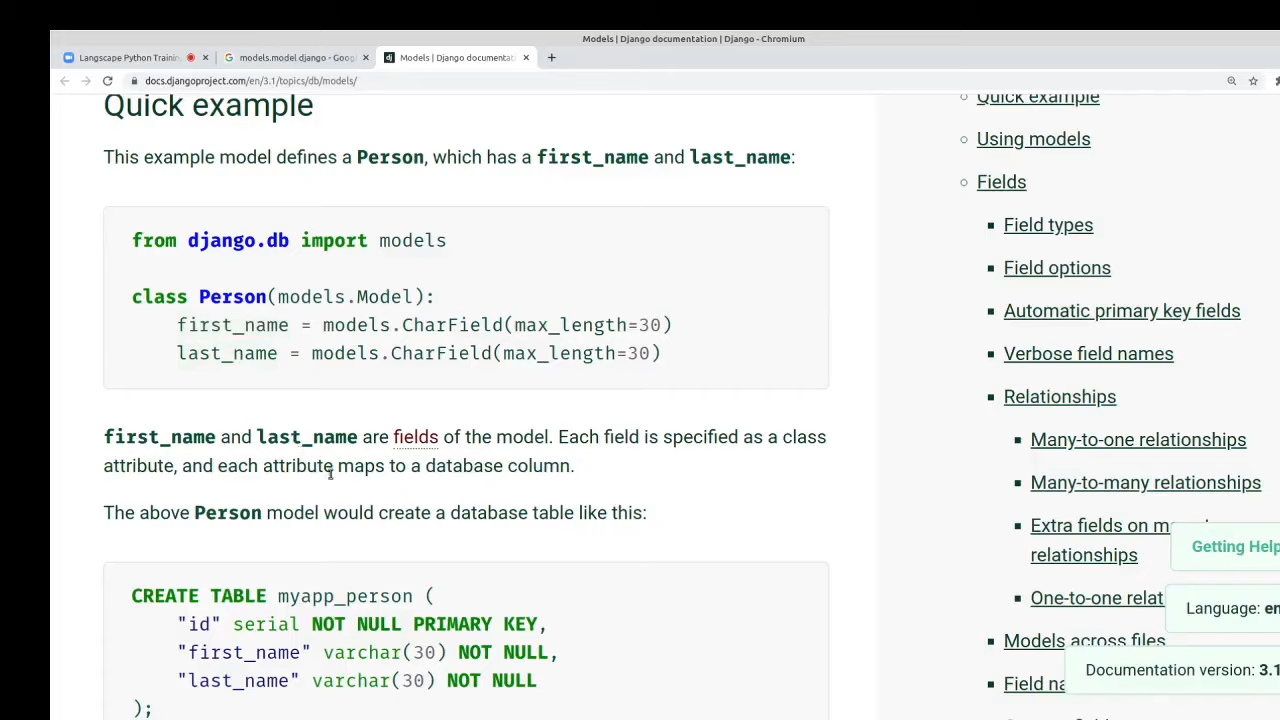 Models | Django documentation | Django - Chromium
Langscape Python Trainin
models.model django - Goog
Models | Django documentat
docs.djangoproject.com/en/3.1/topics/db/models/
Quick example
This example model defines a Person, which has a first_name and last_name:
from django.db import models
class Person(models.Model):
first_name = models.CharField(max_length=30)
last_name = models.CharField(max_length=30)
first_name and last_name are fields of the model. Each field is specified as a class
attribute, and each attribute maps to a database column.
The above Person model would create a database table like this:
CREATE TABLE myapp_person (
"id" serial NOT NULL PRIMARY KEY,
"first_name" varchar(30) NOT NULL,
"last_name" varchar(30) NOT NULL
);
Quick example
Using models
Fields
Field types
Field options
Automatic primary key fields
Verbose field names
Relationships
Many-to-one relationships
Many-to-many relationships
Extra fields on
relationships
One-to-one relat
Models across files
Field na
Getting Help
Language: en
Documentation version: 3.1